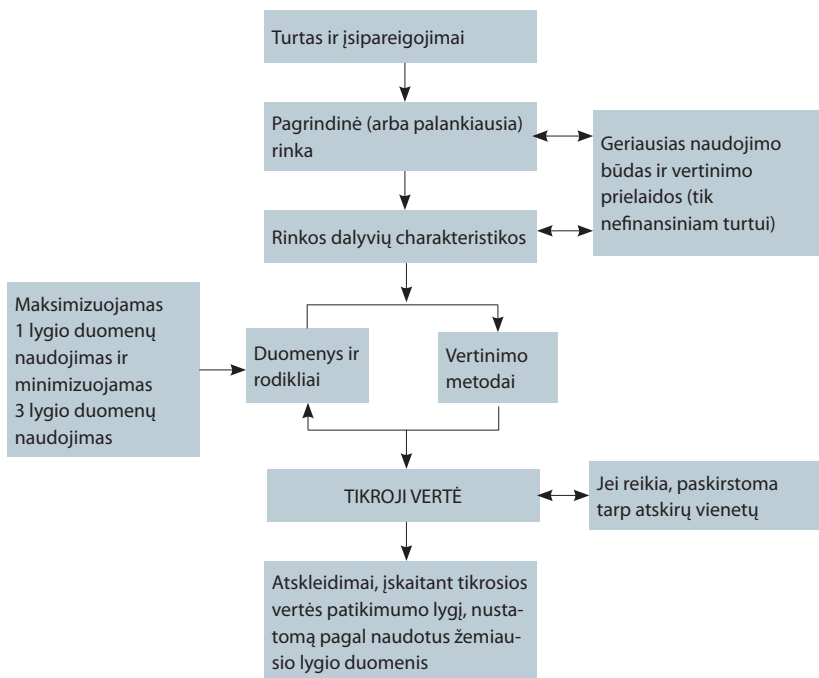 Turtas ir įsipareigojimai
Pagrindinė (arba palankiausia)
rinka
Geriausias naudojimo
būdas ir vertinimo
prielaidos (tik
nefinansiniam turtui)
Rinkos dalyvių charakteristikos
Maksimizuojamas
1 lygio duomenų
naudojimas ir
minimizuojamas
3 lygio duomenų
naudojimas
Duomenys ir
rodikliai
Vertinimo
metodai
TIKROJI VERTĖ
Jei reikia, paskirstoma
tarp atskirų vienetų
Atskleidimai, įskaitant tikrosios
vertės patikimumo lygį, nusta-
tomą pagal naudotus žemiau-
sio lygio duomenis